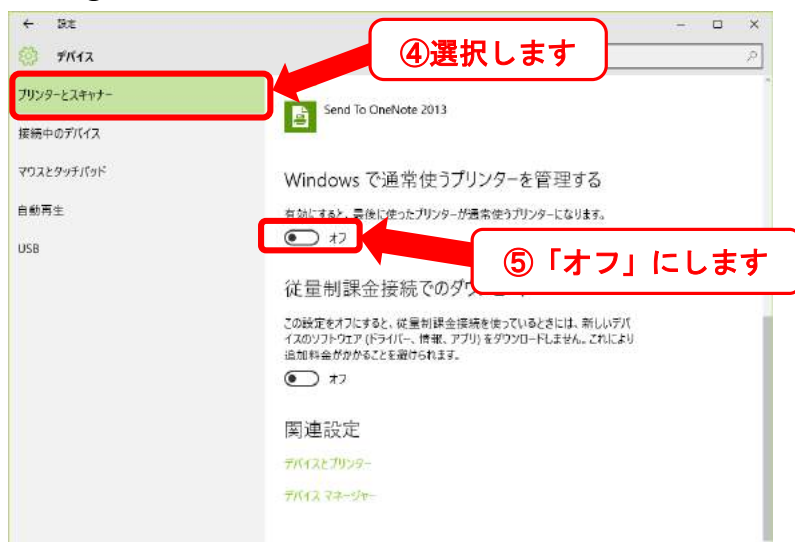 ← 設定
デバイス
④選択します
プリンターとスキャナー
接続中のデバイス
マウスとタッチパッド
自動再生
USB
Send To OneNote 2013
Windows で通常使うプリンターを管理する
有効にすると、最後に使ったプリンターが通常使うプリンターになります。
オフ
⑤「オフ」にします
従量制課金接続でのダウ
この設定をオフにすると、従量制課金接続を使っているときには、新しいデバ
イスのソフトウェア (ドライバー、情報、アプリ) をダウンロードしません。これにより
追加料金がかかることを避けられます。
オフ
関連設定
デバイスとプリンター
デバイス マネージャー